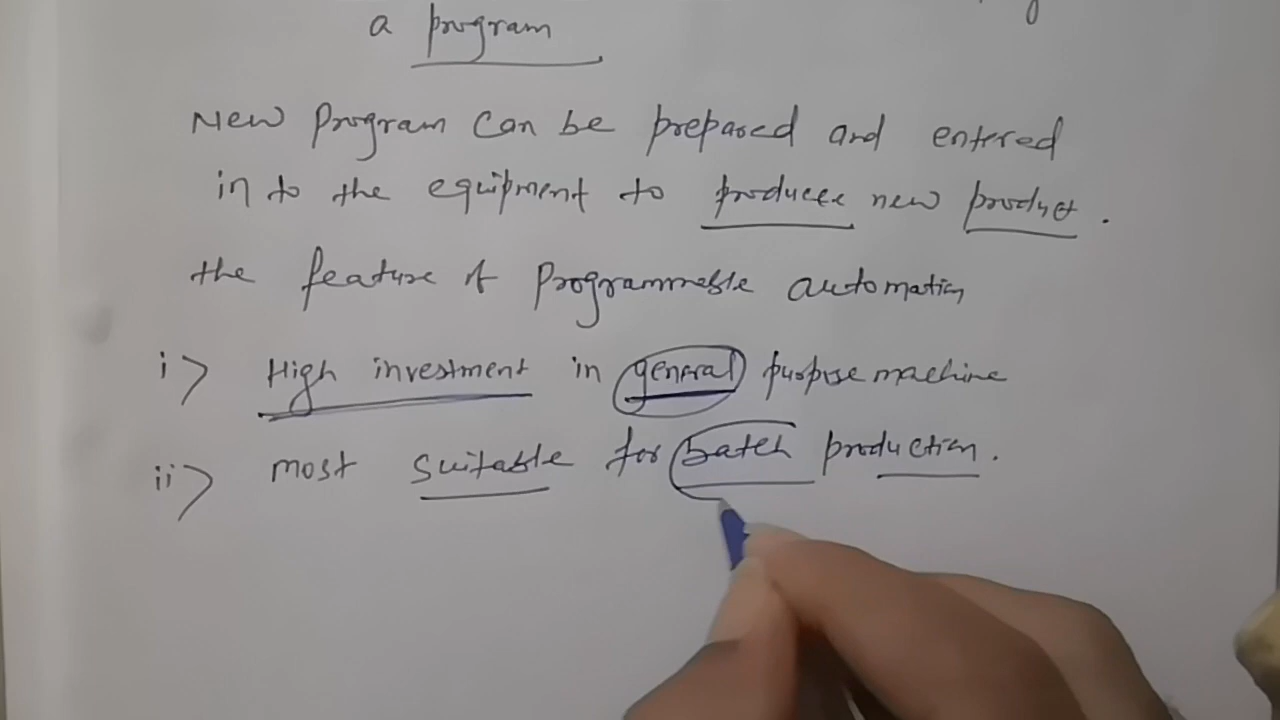 a program
New program can be prepared and entered
in to the equipment to produce new product.
the feature of programmable automation
i> High investment in general purpose machine
ii> most suitable for batch production.